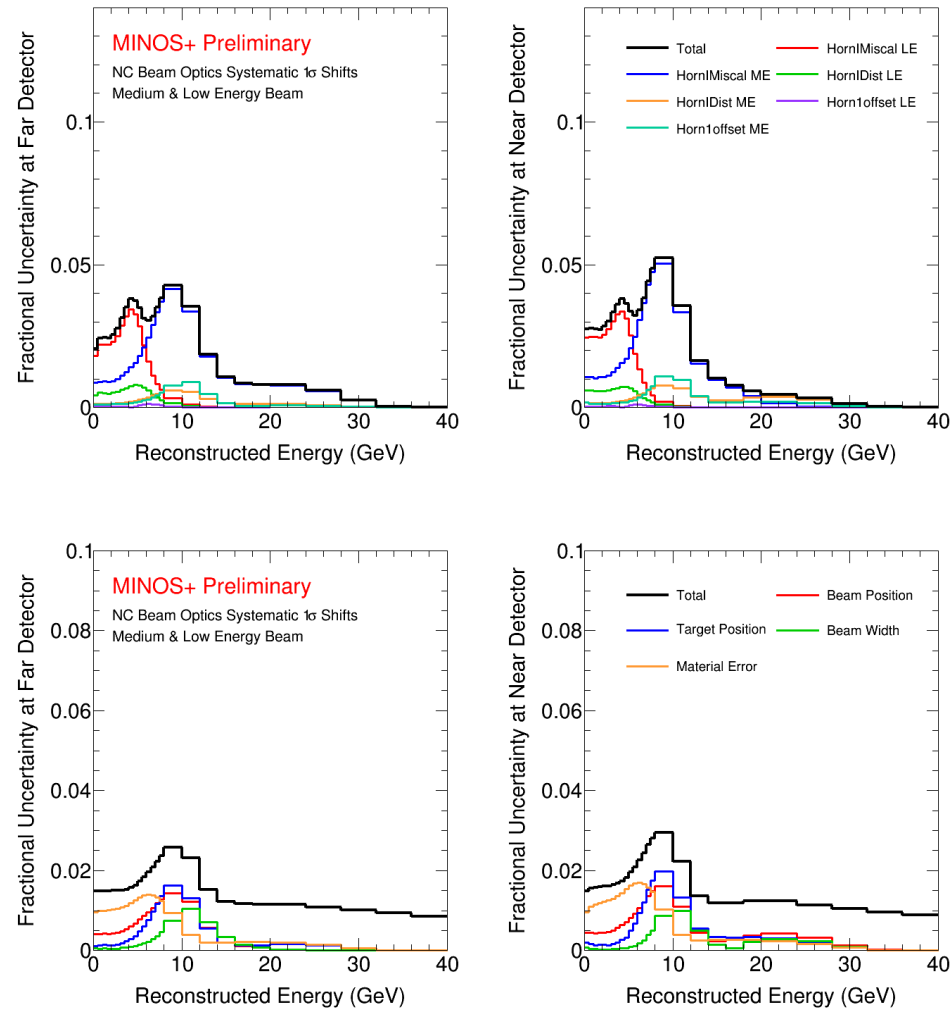 Fractional Uncertainty at Far Detector
MINOS+ Preliminary
NC Beam Optics Systematic 1σ Shifts
Medium & Low Energy Beam
0.1
0.05
0
0 10 20 30 40
Reconstructed Energy (GeV)
Fractional Uncertainty at Near Detector
Total
HornIMiscal LE
HornIMiscal ME
HornIDist LE
HornIDist ME
Horn1offset LE
Horn1offset ME
0.1
0.05
0
0 10 20 30 40
Reconstructed Energy (GeV)
Fractional Uncertainty at Far Detector
MINOS+ Preliminary
NC Beam Optics Systematic 1σ Shifts
Medium & Low Energy Beam
0.1
0.08
0.06
0.04
0.02
0
0 10 20 30 40
Reconstructed Energy (GeV)
Fractional Uncertainty at Near Detector
Total
Beam Position
Target Position
Beam Width
Material Error
0.1
0.08
0.06
0.04
0.02
0
0 10 20 30 40
Reconstructed Energy (GeV)